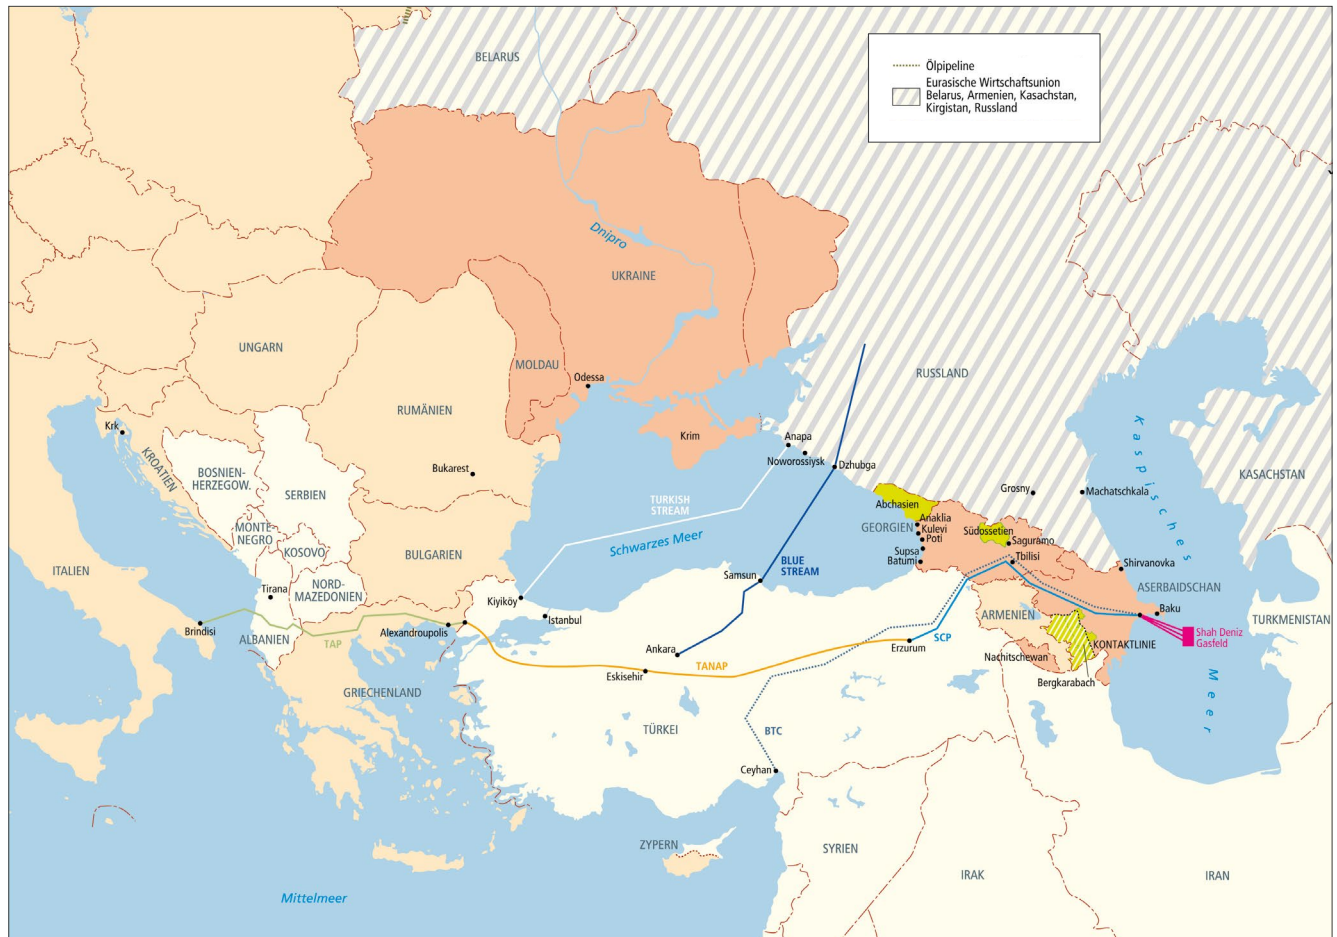 BELARUS
Ölpipeline
Eurasische Wirtschaftsunion
Belarus, Armenien, Kasachstan,
Kirgistan, Russland
Dnipro
UKRAINE
UNGARN
MOLDAU
Odessa
RUSSLAND
RUMÄNIEN
Krk
KROATIEN
Krim
Anapa
Noworossiysk
Dzhubga
Kaspisches
Meer
BOSNIEN-
HERZEGOW.
Bukarest
SERBIEN
KASACHSTAN
Grosny
Machatschkala
TURKISH
STREAM
Abchasien
Anaklia
GEORGIEN
Kulevi
Poti
Südossetien
Saguramo
MONTE-
NEGRO
KOSOVO
BULGARIEN
Schwarzes Meer
Supsa
Batumi
Tbilisi
BLUE
STREAM
Samsun
Shirvanovka
ITALIEN
Tirana
NORD-
MAZEDONIEN
Kiyiköy
Istanbul
ASERBAIDSCHAN
Baku
ARMENIEN
TURKMENISTAN
Brindisi
ALBANIEN
TAP
Alexandroupolis
Ankara
Eskisehir
TANAP
Erzurum
SCP
Shah Deniz
Gasfeld
KONTAKTLINIE
Nachitschewan
Bergkarabach
GRIECHENLAND
TÜRKEI
BTC
Ceyhan
ZYPERN
SYRIEN
IRAK
IRAN
Mittelmeer